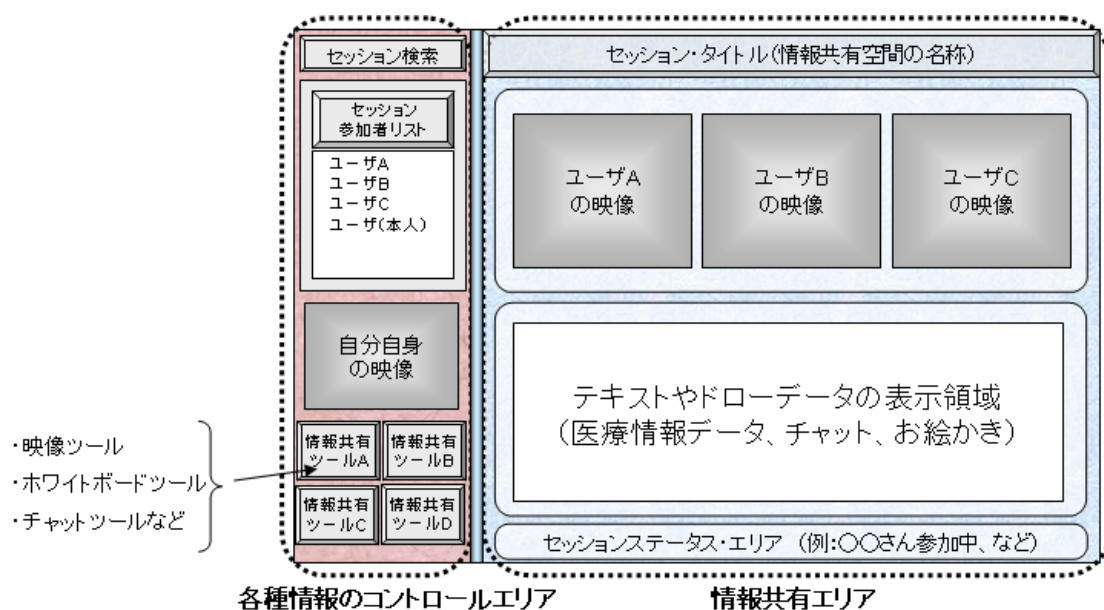 セッション検索
セッション・タイトル(情報共有空間の名称)
セッション
参加者リスト
ユーザA
ユーザB
ユーザC
ユーザ(本人)
ユーザA
の映像
ユーザB
の映像
ユーザC
の映像
自分自身
の映像
テキストやドローデータの表示領域
(医療情報データ、チャット、お絵かき)
・映像ツール
・ホワイトボードツール
・チャットツールなど
情報共有
ツールA
情報共有
ツールB
情報共有
ツールC
情報共有
ツールD
セッションステータス・エリア (例:○○さん参加中、など)
各種情報のコントロールエリア
情報共有エリア